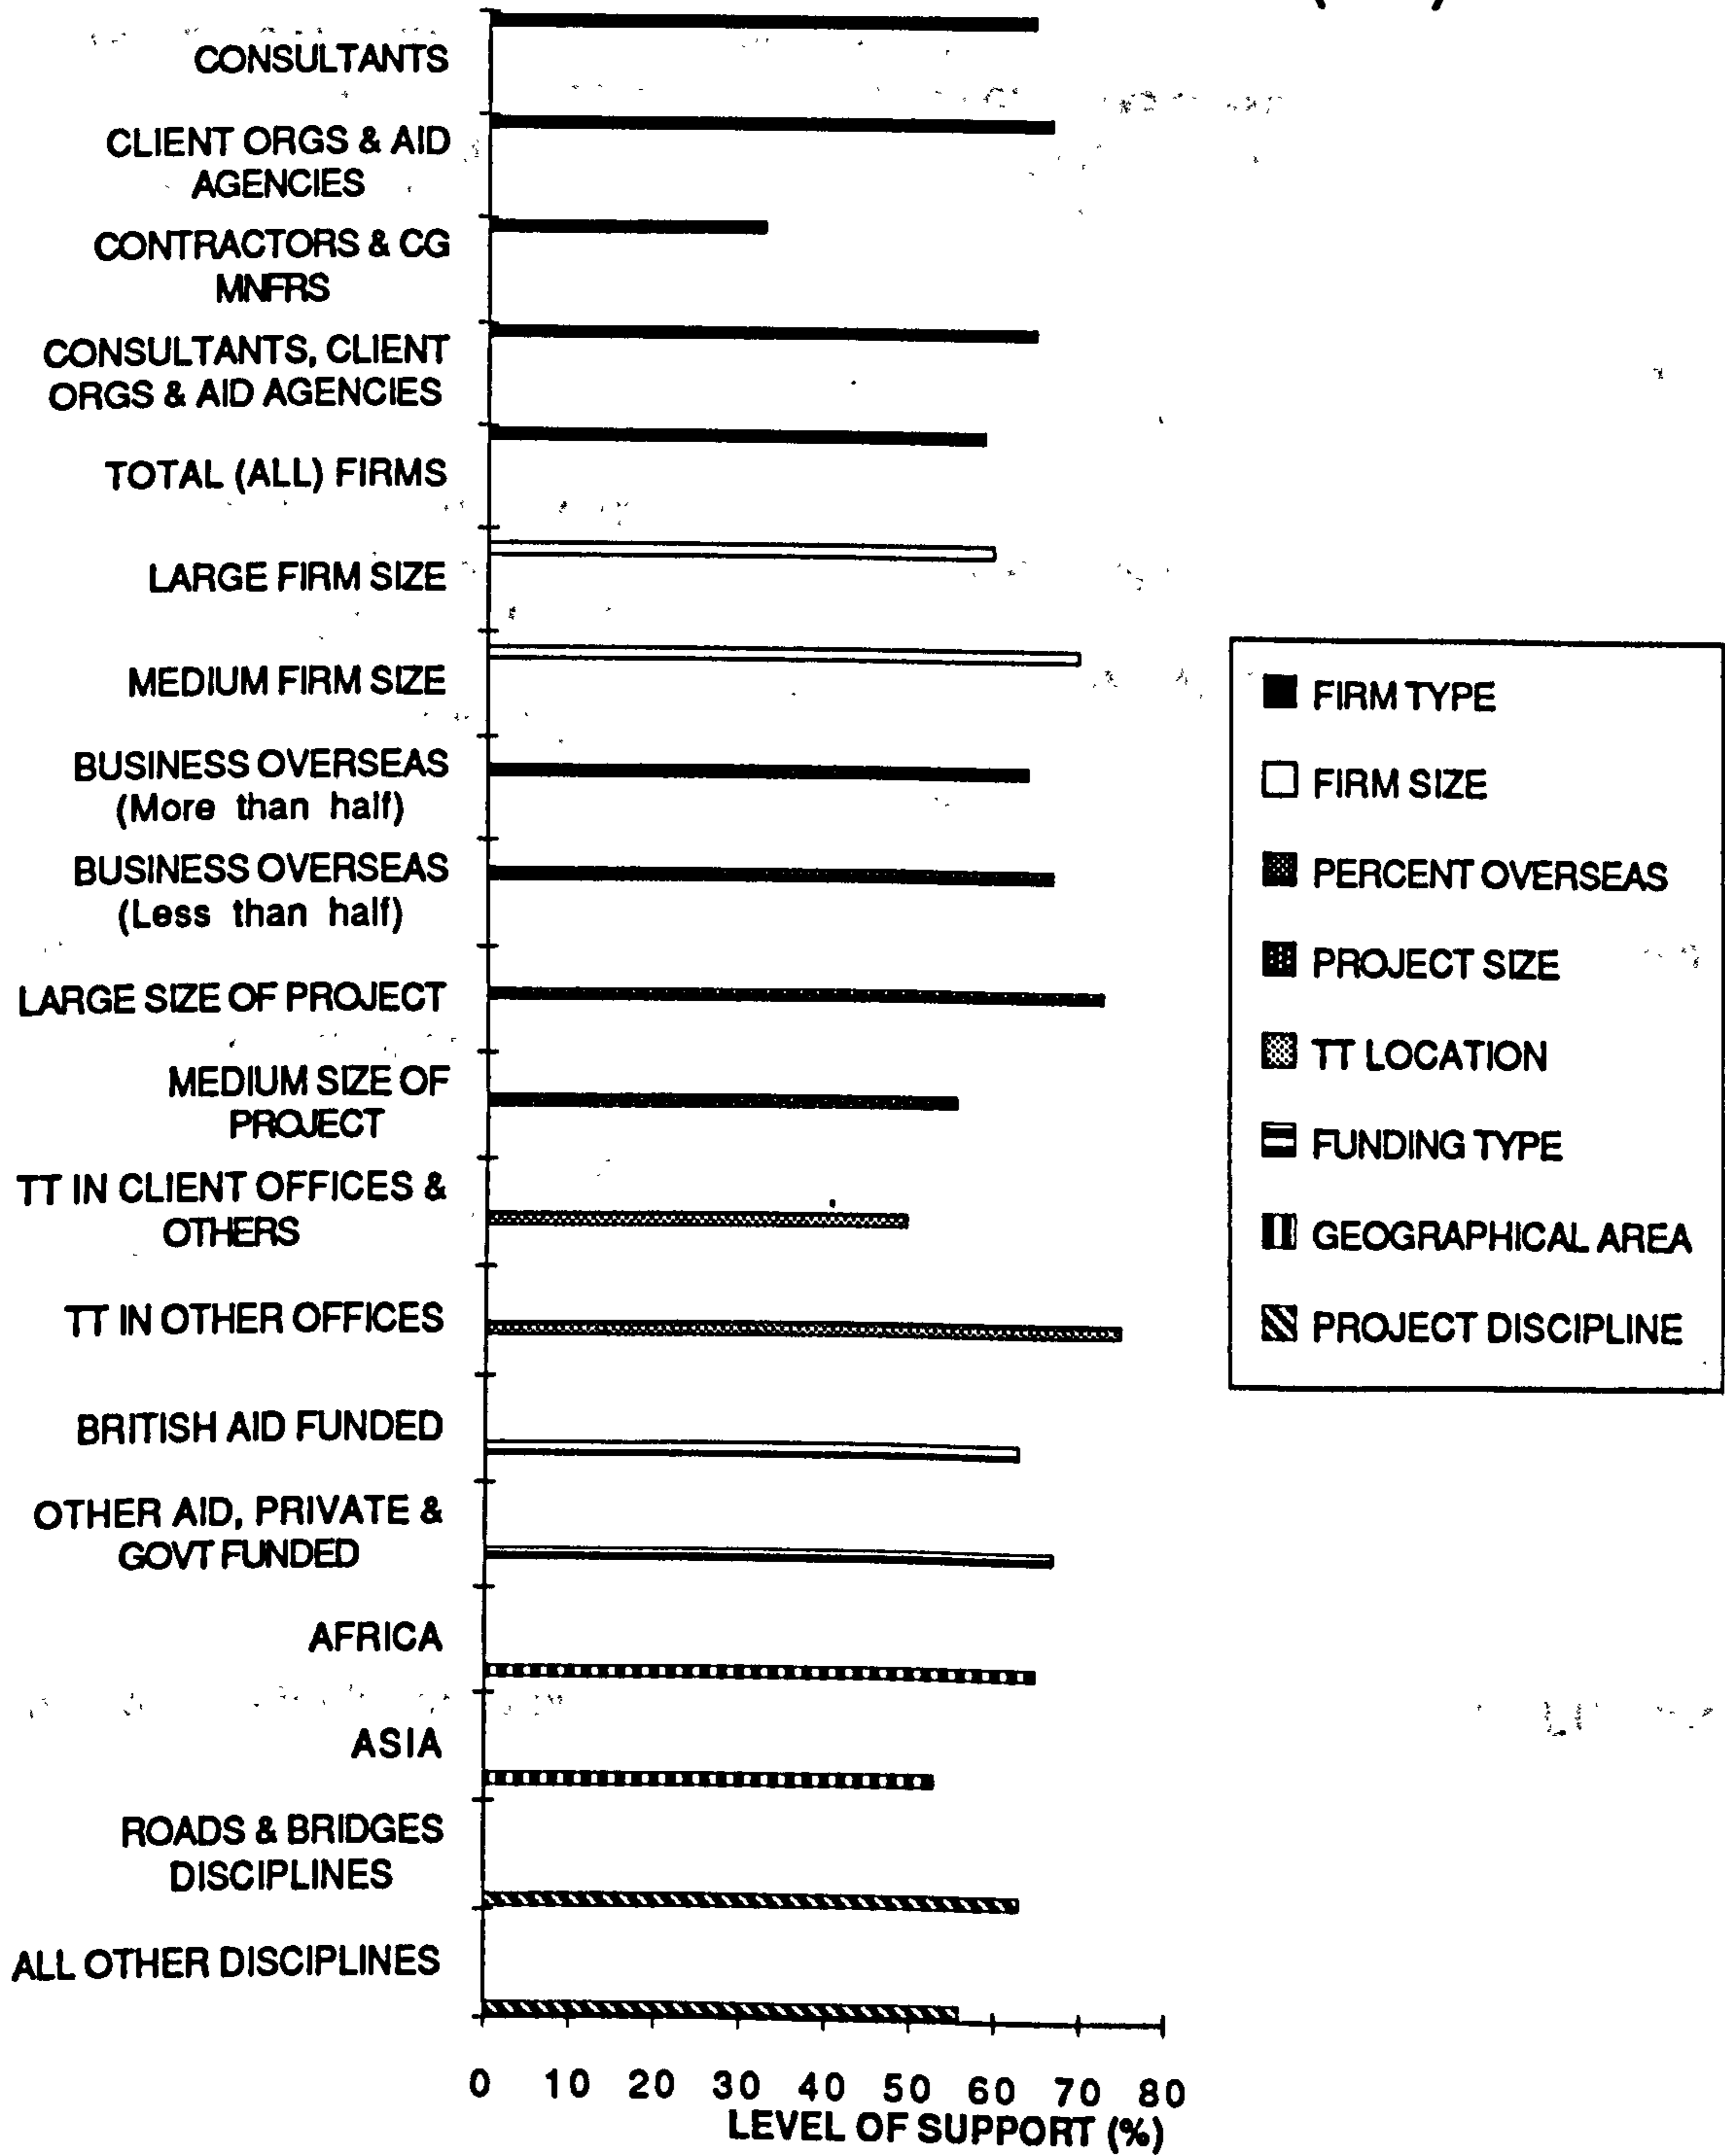 CONSULTANTS
CLIENT ORGS & AID
AGENCIES
CONTRACTORS & CG
MNFRS
CONSULTANTS, CLIENT
ORGS & AID AGENCIES
TOTAL (ALL) FIRMS
LARGE FIRM SIZE
MEDIUM FIRM SIZE
BUSINESS OVERSEAS
(More than half)
BUSINESS OVERSEAS
(Less than half)
LARGE SIZE OF PROJECT
MEDIUM SIZE OF
PROJECT
TT IN CLIENT OFFICES &
OTHERS
TT IN OTHER OFFICES
BRITISH AID FUNDED
OTHER AID, PRIVATE &
GOVT FUNDED
AFRICA
ASIA
ROADS & BRIDGES
DISCIPLINES
ALL OTHER DISCIPLINES
0 10 20 30 40 50 60 70 80
LEVEL OF SUPPORT (%)
FIRM TYPE
FIRM SIZE
PERCENT OVERSEAS
PROJECT SIZE
TT LOCATION
FUNDING TYPE
GEOGRAPHICAL AREA
PROJECT DISCIPLINE